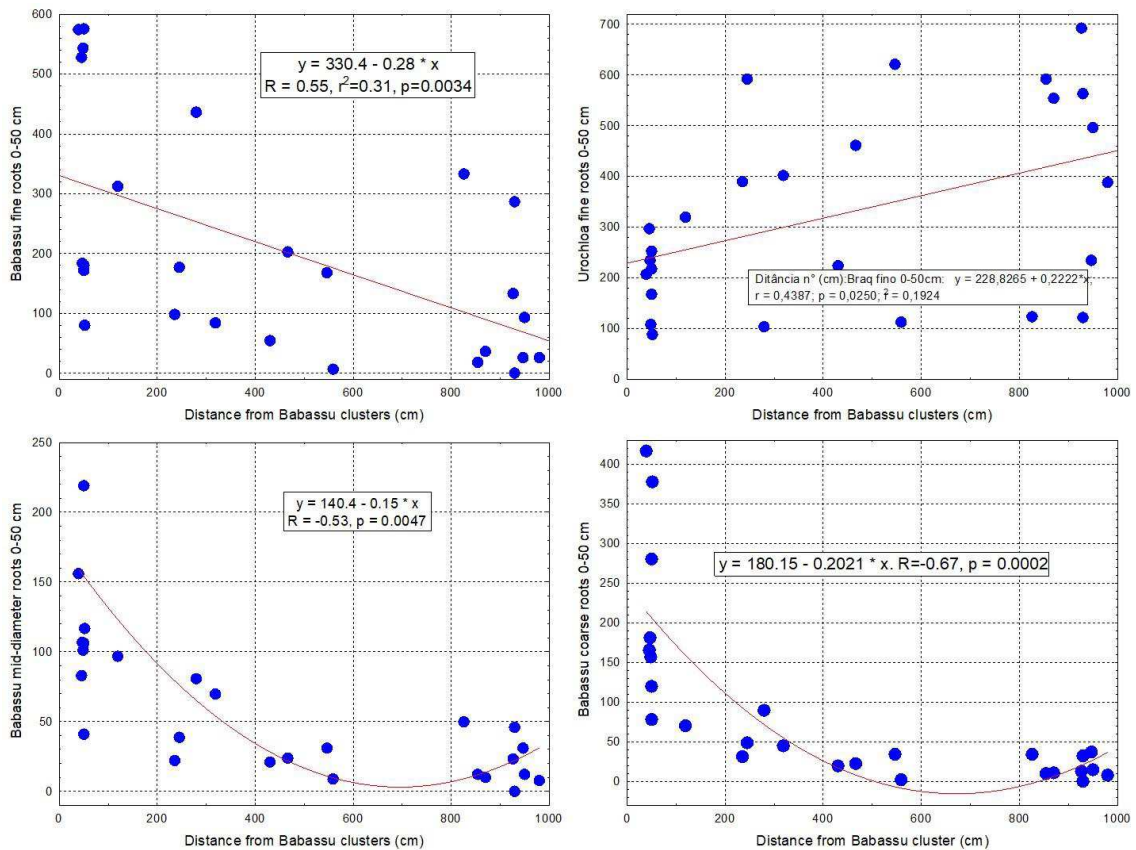 Babassu fine roots 0-50 cm
600
500
400
300
200
100
0
y = 330.4 - 0.28 * x
R = 0.55, r²=0.31, p=0.0034
0 200 400 600 800 1000
Distance from Babassu clusters (cm)
Urochloa fine roots 0-50 cm
700
600
500
400
300
200
100
0
Ditância n° (cm):Braq fino 0-50cm: y = 228,8265 + 0,2222*x;
r = 0,4387; p = 0,0250; r² = 0,1924
0 200 400 600 800 1000
Distance from Babassu clusters (cm)
Babassu mid-diameter roots 0-50 cm
250
200
150
100
50
0
y = 140.4 - 0.15 * x
R = -0.53, p = 0.0047
0 200 400 600 800 1000
Distance from Babassu clusters (cm)
Babassu coarse roots 0-50 cm
400
350
300
250
200
150
100
50
0
y = 180.15 - 0.2021 * x. R=-0.67, p = 0.0002
0 200 400 600 800 1000
Distance from Babassu cluster (cm)